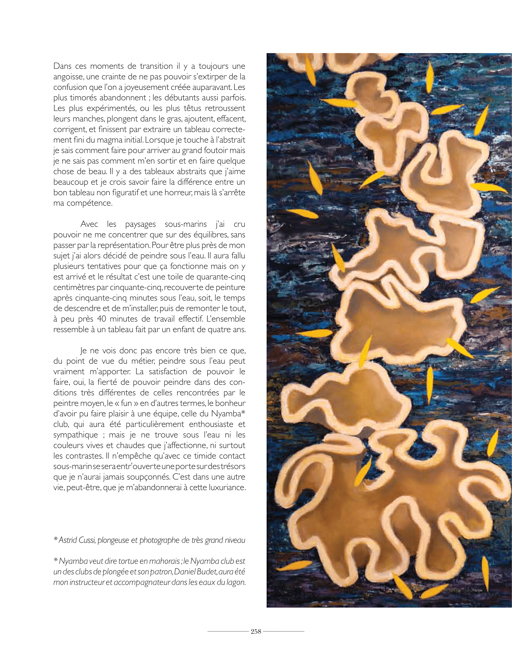 Dans ces moments de transition il y a toujours une
angoisse, une crainte de ne pas pouvoir s'extirper de la
confusion que l'on a joyeusement créée auparavant. Les
plus timorés abandonnent ; les débutants aussi parfois.
Les plus expérimentés, ou les plus têtus retroussent
leurs manches, plongent dans le gras, ajoutent, effacent,
corrigent, et finissent par extraire un tableau correcte-
ment fini du magma initial. Lorsque je touche à l'abstrait
je sais comment faire pour arriver au grand foutoir mais
je ne sais pas comment m'en sortir et en faire quelque
chose de beau. Il y a des tableaux abstraits que j'aime
beaucoup et je crois savoir faire la différence entre un
bon tableau non figuratif et une horreur, mais là s'arrête
ma compétence.
Avec les paysages sous-marins j'ai cru
pouvoir ne me concentrer que sur des équilibres, sans
passer par la représentation. Pour être plus près de mon
sujet j'ai alors décidé de peindre sous l'eau. Il aura fallu
plusieurs tentatives pour que ça fonctionne mais on y
est arrivé et le résultat c'est une toile de quarante-cinq
centimètres par cinquante-cinq, recouverte de peinture
après cinquante-cinq minutes sous l'eau, soit, le temps
de descendre et de m'installer, puis de remonter le tout,
à peu près 40 minutes de travail effectif. L'ensemble
ressemble à un tableau fait par un enfant de quatre ans.
Je ne vois donc pas encore très bien ce que,
du point de vue du métier, peindre sous l'eau peut
vraiment m'apporter. La satisfaction de pouvoir le
faire, oui, la fierté de pouvoir peindre dans des con-
ditions très différentes de celles rencontrées par le
peintre moyen, le « fun » en d'autres termes, le bonheur
d'avoir pu faire plaisir à une équipe, celle du Nyamba*
club, qui aura été particulièrement enthousiaste et
sympathique ; mais je ne trouve sous l'eau ni les
couleurs vives et chaudes que j'affectionne, ni surtout
les contrastes. Il n'empêche qu'avec ce timide contact
sous-marin se sera entr'ouverte une porte sur des trésors
que je n'aurai jamais soupçonnés. C'est dans une autre
vie, peut-être, que je m'abandonnerai à cette luxuriance.
* Astrid Cussi, plongeuse et photographe de très grand niveau
* Nyamba veut dire tortue en mahorais ; le Nyamba club est
un des clubs de plongée et son patron, Daniel Budet, aura été
mon instructeur et accompagnateur dans les eaux du lagon.
258